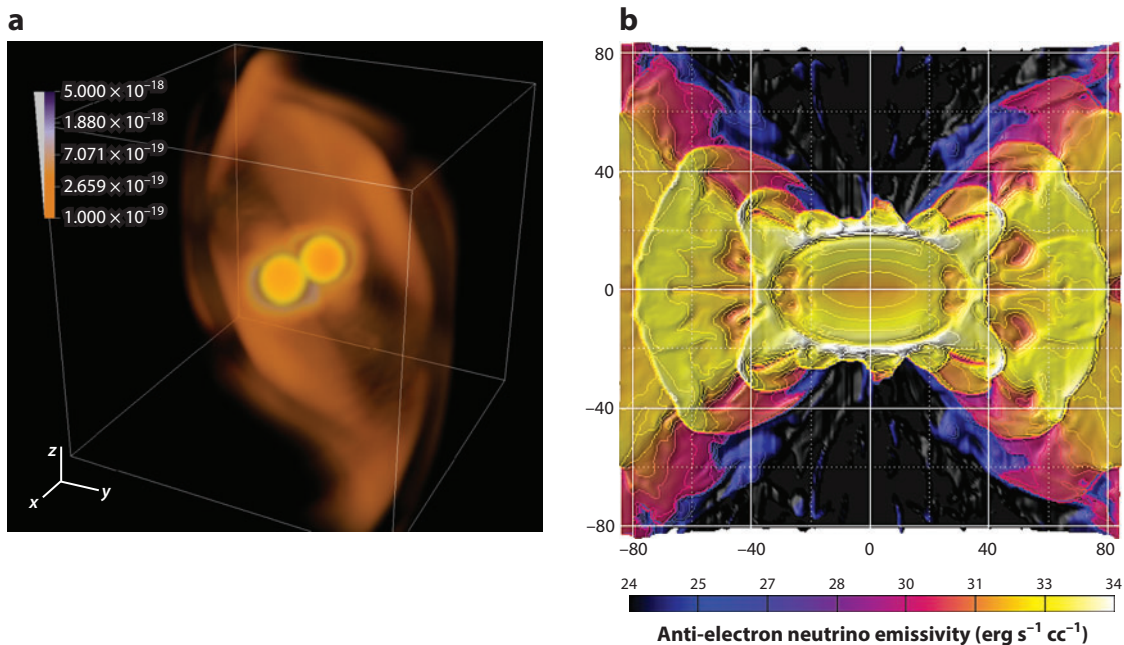 a
5.000 × 10⁻¹⁸
1.880 × 10⁻¹⁸
7.071 × 10⁻¹⁹
2.659 × 10⁻¹⁹
1.000 × 10⁻¹⁹
z
x
y
b
80
40
0
–40
–80
–80 –40 0 40 80
24 25 27 28 30 31 33 34
Anti-electron neutrino emissivity (erg s⁻¹ cc⁻¹)